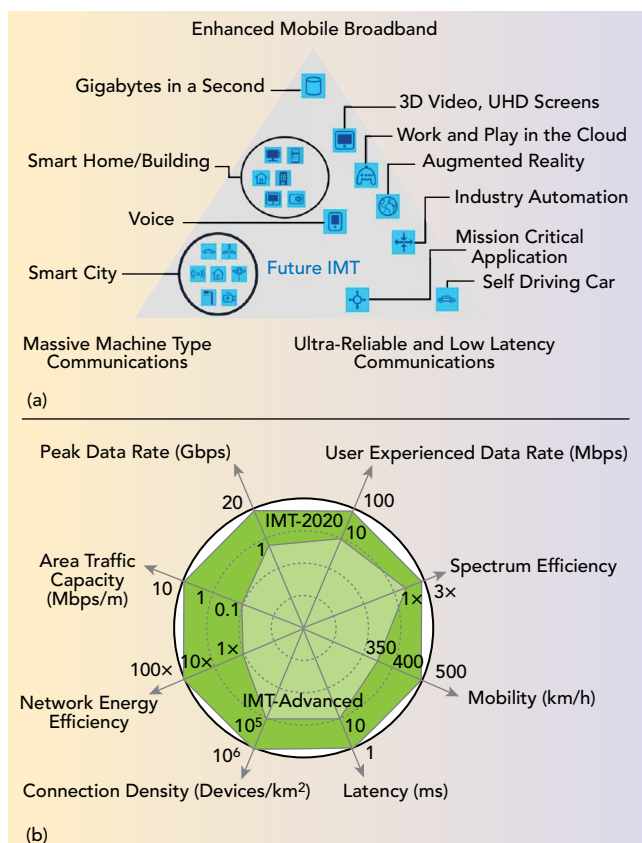 Enhanced Mobile Broadband
Gigabytes in a Second
3D Video, UHD Screens
Work and Play in the Cloud
Smart Home/Building
Augmented Reality
Industry Automation
Voice
Mission Critical
Application
Smart City
Future IMT
Self Driving Car
Massive Machine Type
Communications
Ultra-Reliable and Low Latency
Communications
(a)
Peak Data Rate (Gbps)
User Experienced Data Rate (Mbps)
20
100
IMT-2020
1
10
Area Traffic
Capacity
(Mbps/m)
Spectrum Efficiency
10
1
0.1
1×
3×
100×
10×
1×
350
400
500
Network Energy
Efficiency
Mobility (km/h)
IMT-Advanced
10⁵
10
10⁶
1
Connection Density (Devices/km²)
Latency (ms)
(b)